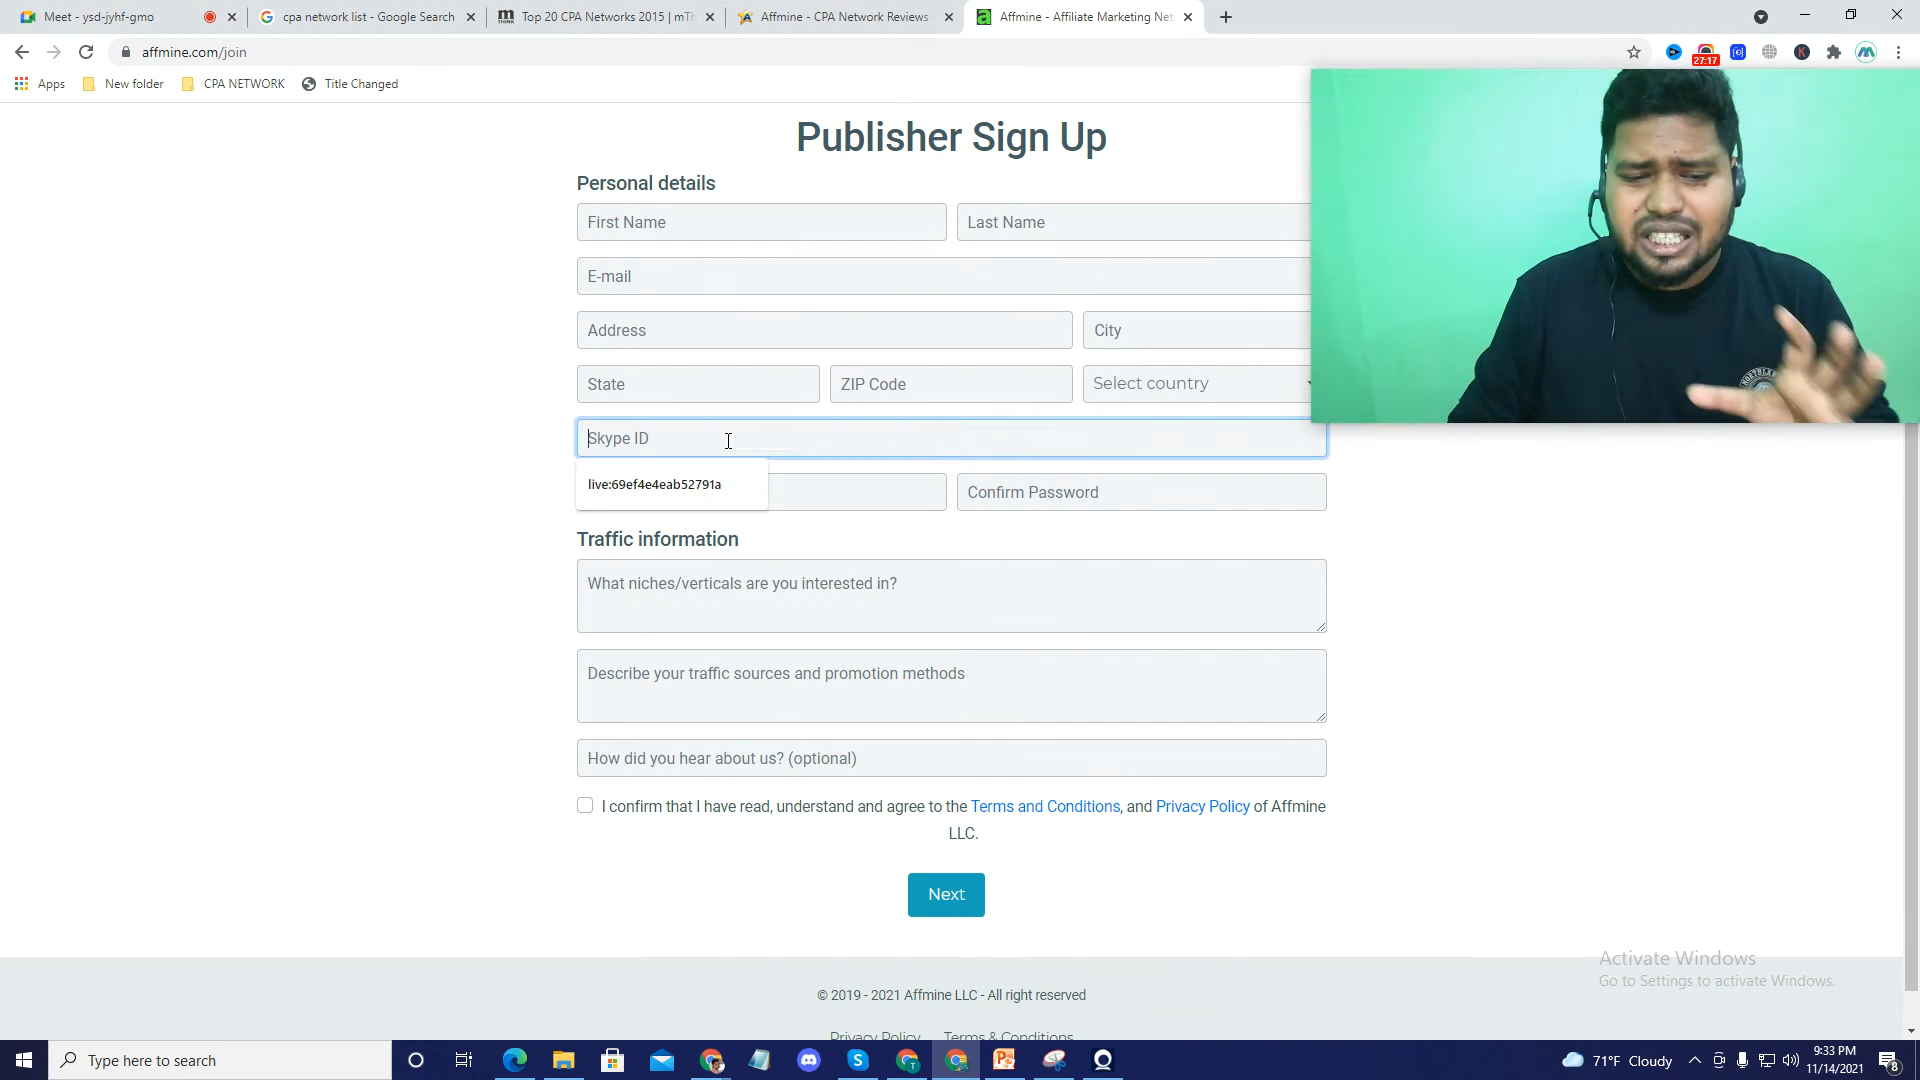 Meet - ysd-jyhf-gmo
cpa network list - Google Search
Top 20 CPA Networks 2015 | mTh
Affmine - CPA Network Reviews
Affmine - Affiliate Marketing Net
affmine.com/join
27:17
K
Apps
New folder
CPA NETWORK
Title Changed
Publisher Sign Up
Personal details
First Name
Last Name
E-mail
Address
City
State
ZIP Code
Select country
Skype ID
live:69ef4e4eab52791a
Confirm Password
Traffic information
What niches/verticals are you interested in?
Describe your traffic sources and promotion methods
How did you hear about us? (optional)
I confirm that I have read, understand and agree to the Terms and Conditions, and Privacy Policy of Affmine
LLC.
Next
Activate Windows
Go to Settings to activate Windows.
© 2019 - 2021 Affmine LLC - All right reserved
Privacy Policy
Terms & Conditions
Type here to search
71°F Cloudy
9:33 PM
11/14/2021
8